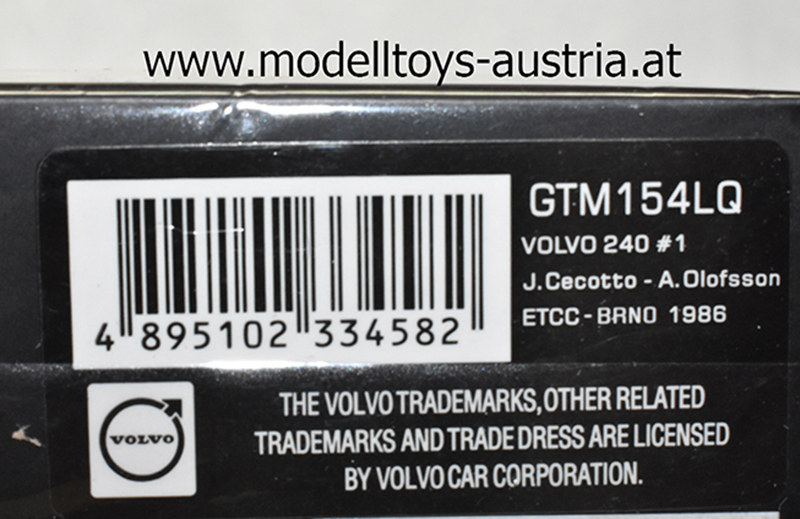 www.modelltoys-austria.at
GTM154LQ
VOLVO 240 #1
J.Cecotto - A.Olofsson
ETCC-BRNO 1986
4 895102 334582
VOLVO
THE VOLVO TRADEMARKS, OTHER RELATED
TRADEMARKS AND TRADE DRESS ARE LICENSED
BY VOLVO CAR CORPORATION.